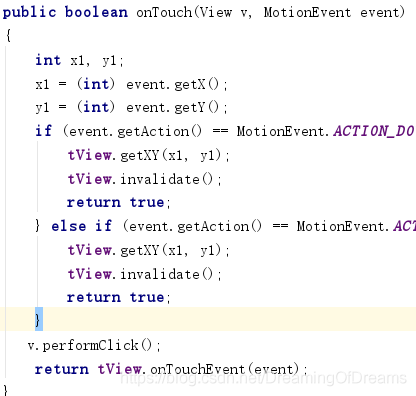 public boolean onTouch(View v, MotionEvent event)
{
    int x1, y1;
    x1 = (int) event.getX();
    y1 = (int) event.getY();
    if (event.getAction() == MotionEvent.ACTION_DO
        tView.getXY(x1, y1);
        tView.invalidate();
        return true;
    } else if (event.getAction() == MotionEvent.ACT
        tView.getXY(x1, y1);
        tView.invalidate();
        return true;
    }
    v.performClick();
    return tView.onTouchEvent(event);
https://blog.csdn.net/DreamingOfDreams
}